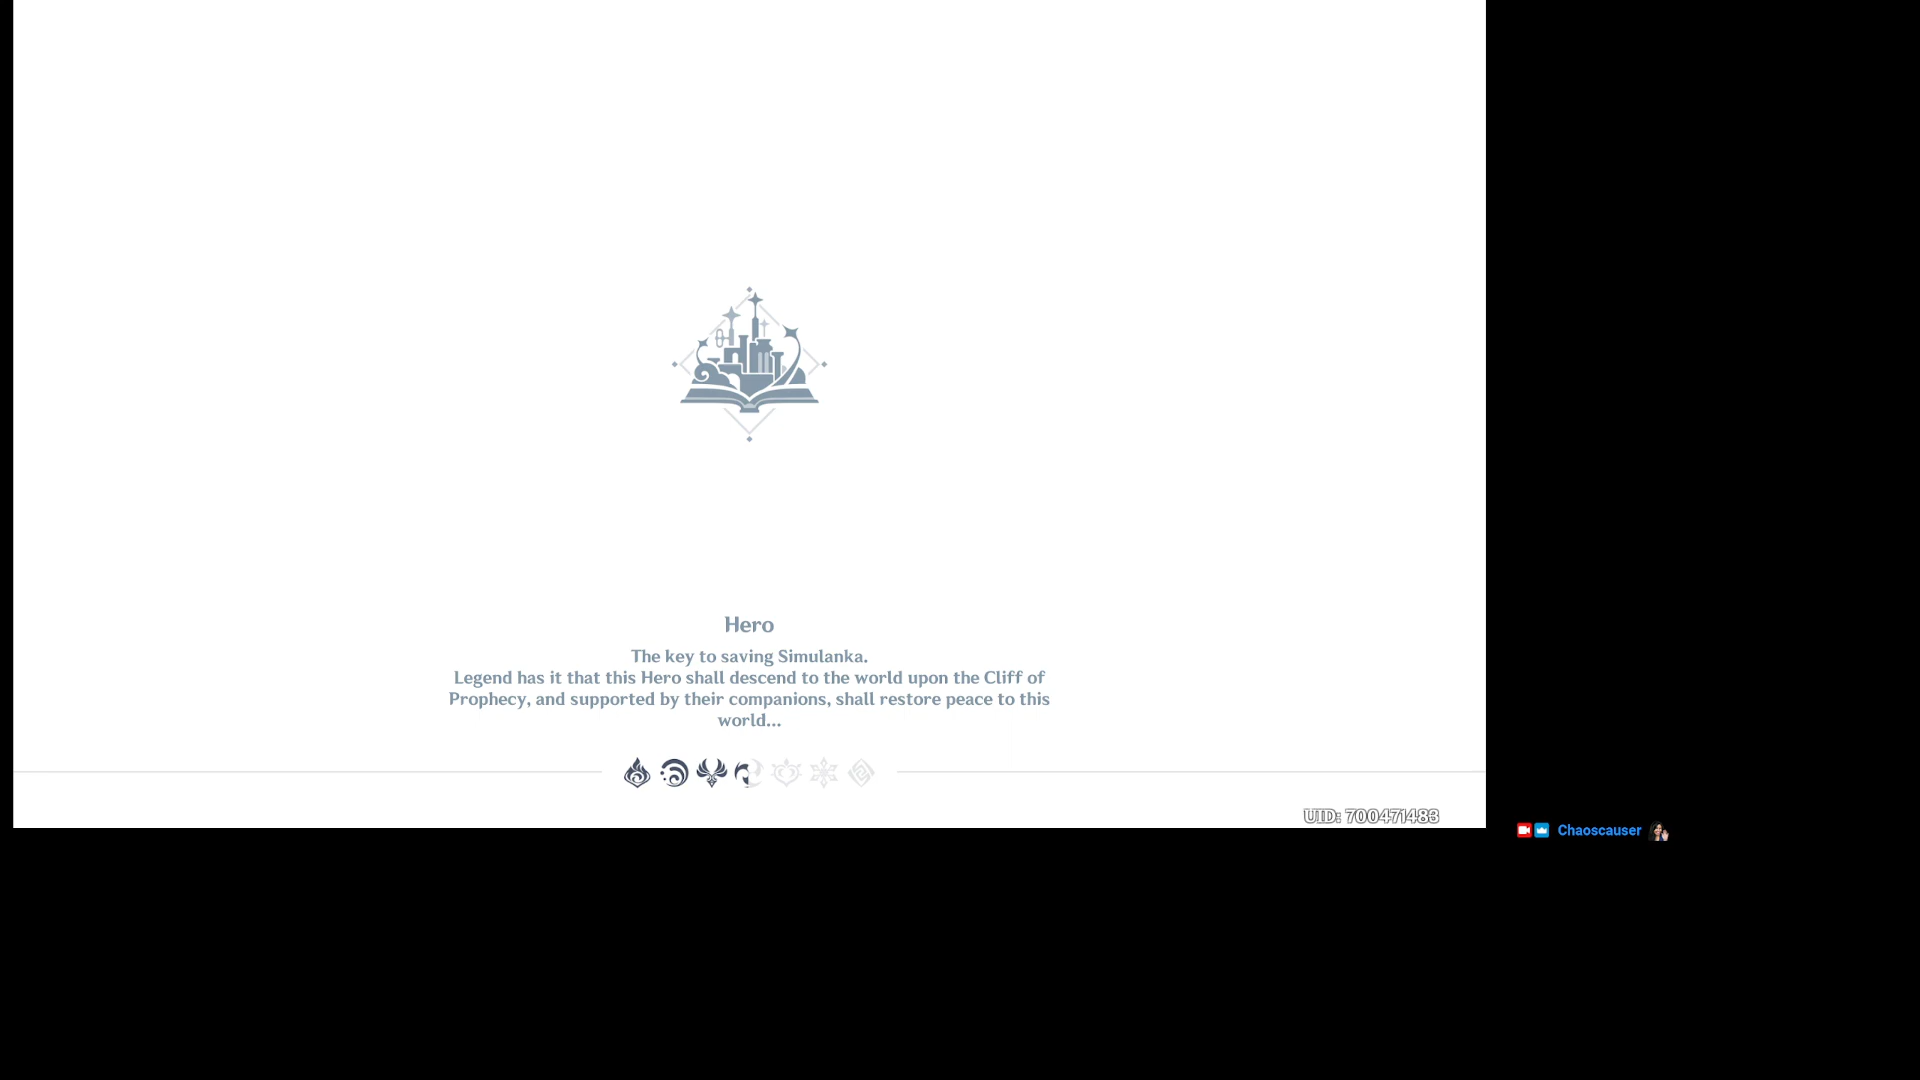 Hero
The key to saving Simulanka.
Legend has it that this Hero shall descend to the world upon the Cliff of
Prophecy, and supported by their companions, shall restore peace to this
world...
UID: 700471483
Chaoscauser